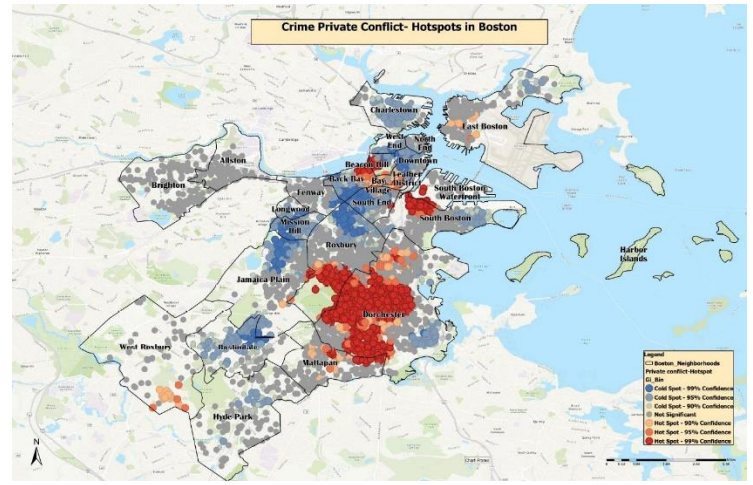 Crime Private Conflict- Hotspots in Boston
Charlestown
East Boston
West End
North End
Beacon Hill
Downtown
Allston
Brighton
Back Bay
Bay Village
Leather District
Fenway
South Boston Waterfront
South End
Longwood
Mission Hill
South Boston
Roxbury
Harbor Islands
Jamaica Plain
Dorchester
West Roxbury
Roslindale
Mattapan
Hyde Park
N
Legend
Boston_Neighborhoods
Private conflict-Hotspot
Gi_Bin
Cold Spot - 99% Confidence
Cold Spot - 95% Confidence
Cold Spot - 90% Confidence
Not Significant
Hot Spot - 90% Confidence
Hot Spot - 95% Confidence
Hot Spot - 99% Confidence